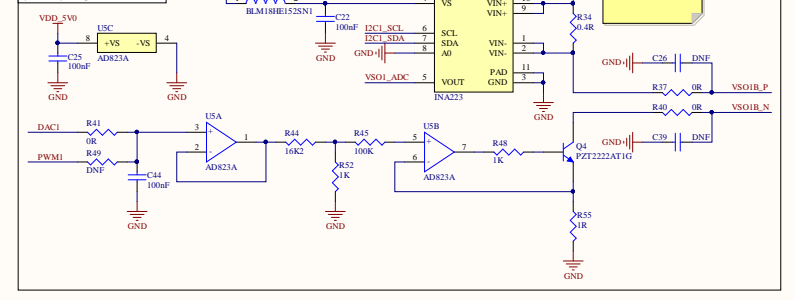 VDD_5V0
U5C
8
+VS
-VS
4
AD823A
C25
100nF
GND
GND
BLM18HE152SN1
C22
100nF
GND
I2C1_SCL
I2C1_SDA
GND
VSO1_ADC
6
7
8
5
VS
SCL
SDA
A0
VOUT
VIN+
VIN+
VIN-
VIN-
PAD
GND
9
1
2
11
3
INA223
GND
R34
0.4R
C26
DNF
GND
R37
0R
VSO1B_P
R40
0R
VSO1B_N
C39
DNF
GND
DAC1
R41
0R
PWM1
R49
DNF
C44
100nF
GND
U5A
3
+
2
-
1
AD823A
R44
16K2
R45
100K
R52
1K
GND
U5B
5
+
6
-
7
AD823A
R48
1K
Q4
PZT2222AT1G
R55
1R
GND